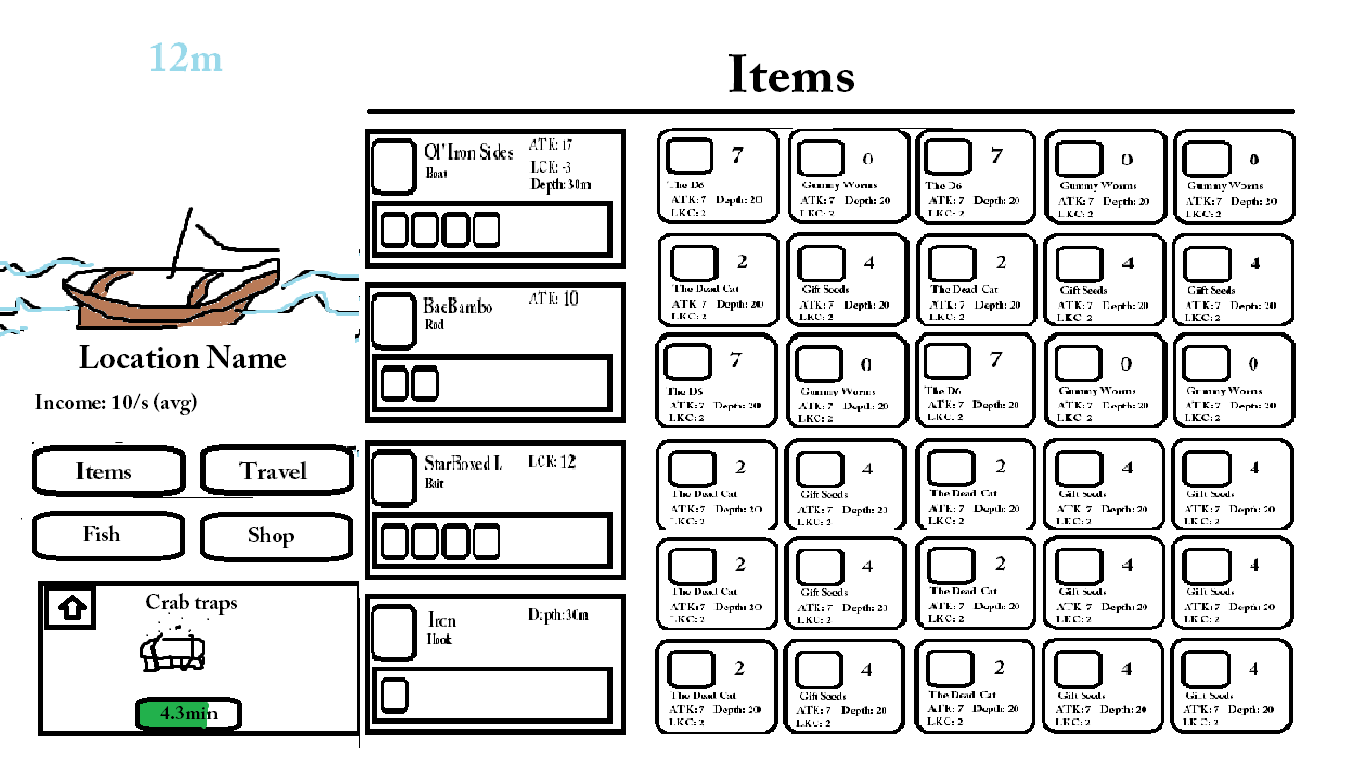 12m
Items
Location Name
Income: 10/s (avg)
Items
Travel
Fish
Shop
Crab traps
4.3min
Ol' Iron Sides
Boat
ATK: 17
LCK: -3
Depth:30m
BaeBambo
Rod
ATK: 10
StarBoxed L
Bait
LCK: 12
Iron
Hook
Depth:30m
7
The D6
ATK: 7 Depth: 20
LKC: 2
0
Gummy Worms
ATK: 7 Depth: 20
LKC: 2
7
The D6
ATK: 7 Depth: 20
LKC: 2
0
Gummy Worms
ATK: 7 Depth: 20
LKC: 2
0
Gummy Worms
ATK: 7 Depth: 20
LKC: 2
2
The Dead Cat
ATK 7 Depth: 20
LKC: 2
4
Gift Seeds
ATK: 7 Depth: 20
LKC: 2
2
The Dead Cat
ATK: 7 Depth: 20
LKC: 2
4
Gift Seeds
ATK: 7 Depth: 20
LKC 2
4
Gift Seeds
ATK: 7 Depth: 20
LKC: 2
7
The D6
ATK: 7 Depth: 20
LKC: 2
0
Gummy Worms
ATK: 7 Depth: 20
LKC: 2
7
The D6
ATK: 7 Depth: 20
LKC: 2
0
Gummy Worms
ATK: 7 Depth: 20
LKC: 2
0
Gummy Worms
ATK: 7 Depth: 20
LKC: 2
2
The Dead Cat
ATK: 7 Depth: 20
LKC: 2
4
Gift Seeds
ATK: 7 Depth: 20
LKC: 2
2
The Dead Cat
ATK: 7 Depth: 20
LKC: 2
4
Gift Seeds
ATK: 7 Depth: 20
LKC: 2
4
Gift Seeds
ATK: 7 Depth: 20
LKC: 2
2
The Dead Cat
ATK: 7 Depth: 20
LKC: 2
4
Gift Seeds
ATK: 7 Depth: 20
LKC: 2
2
The Dead Cat
ATK: 7 Depth: 20
LKC: 2
4
Gift Seeds
ATK 7 Depth: 20
LKC: 2
4
Gift Seeds
ATK: 7 Depth: 20
LKC: 2
2
The Dead Cat
ATK: 7 Depth: 20
LKC: 2
4
Gift Seeds
ATK: 7 Depth: 20
LKC: 2
2
The Dead Cat
ATK: 7 Depth: 20
LKC: 2
4
Gift Seeds
ATK: 7 Depth: 20
LKC: 2
4
Gift Seeds
ATK: 7 Depth: 20
LKC: 2